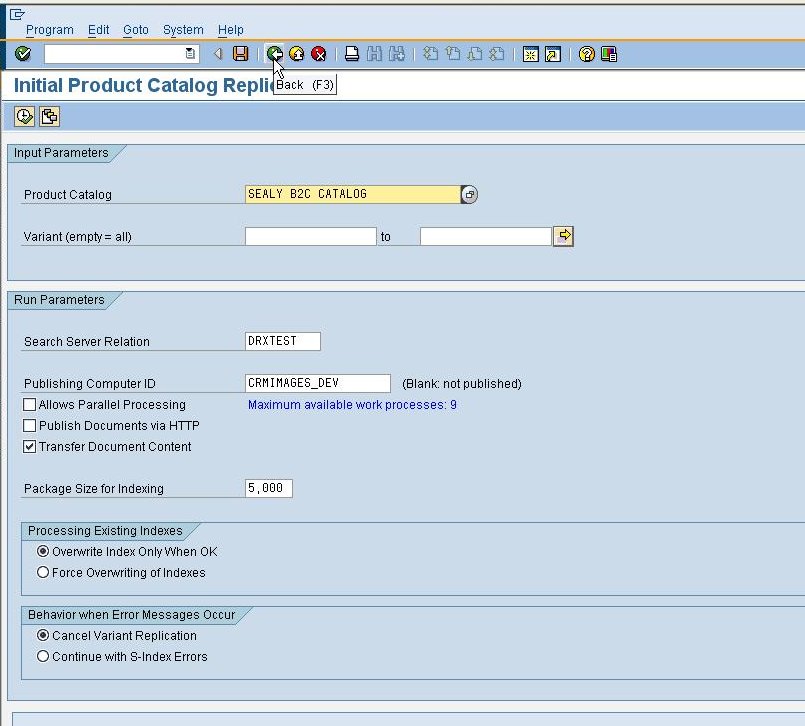 Program Edit Goto System Help
Initial Product Catalog Replic
Back (F3)
Input Parameters
Product Catalog SEALY B2C CATALOG
Variant (empty = all) to
Run Parameters
Search Server Relation DRXTEST
Publishing Computer ID CRMIMAGES_DEV (Blank: not published)
Allows Parallel Processing Maximum available work processes: 9
Publish Documents via HTTP
Transfer Document Content
Package Size for Indexing 5,000
Processing Existing Indexes
Overwrite Index Only When OK
Force Overwriting of Indexes
Behavior when Error Messages Occur
Cancel Variant Replication
Continue with S-Index Errors